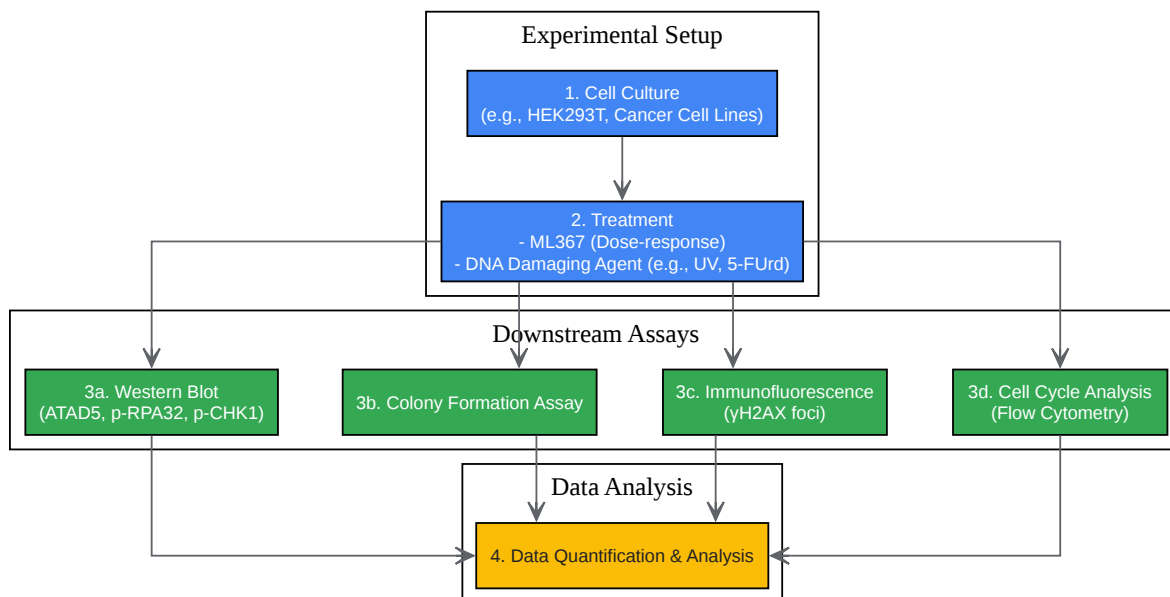 Experimental Setup
1. Cell Culture
(e.g., HEK293T, Cancer Cell Lines)
2. Treatment
- ML367 (Dose-response)
- DNA Damaging Agent (e.g., UV, 5-FUrd)
Downstream Assays
3a. Western Blot
(ATAD5, p-RPA32, p-CHK1)
3b. Colony Formation Assay
3c. Immunofluorescence
(γH2AX foci)
3d. Cell Cycle Analysis
(Flow Cytometry)
Data Analysis
4. Data Quantification & Analysis